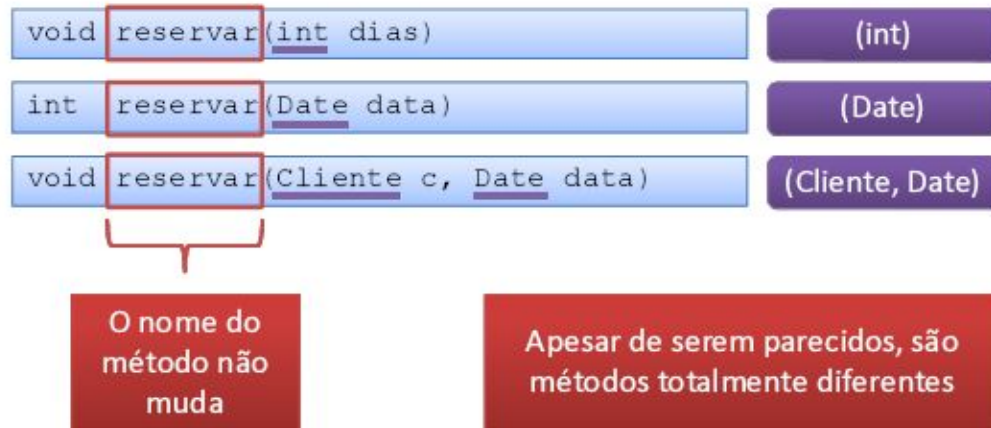 void reservar(int dias)
(int)
int reservar(Date data)
(Date)
void reservar(Cliente c, Date data)
(Cliente, Date)
O nome do
método não
muda
Apesar de serem parecidos, são
métodos totalmente diferentes